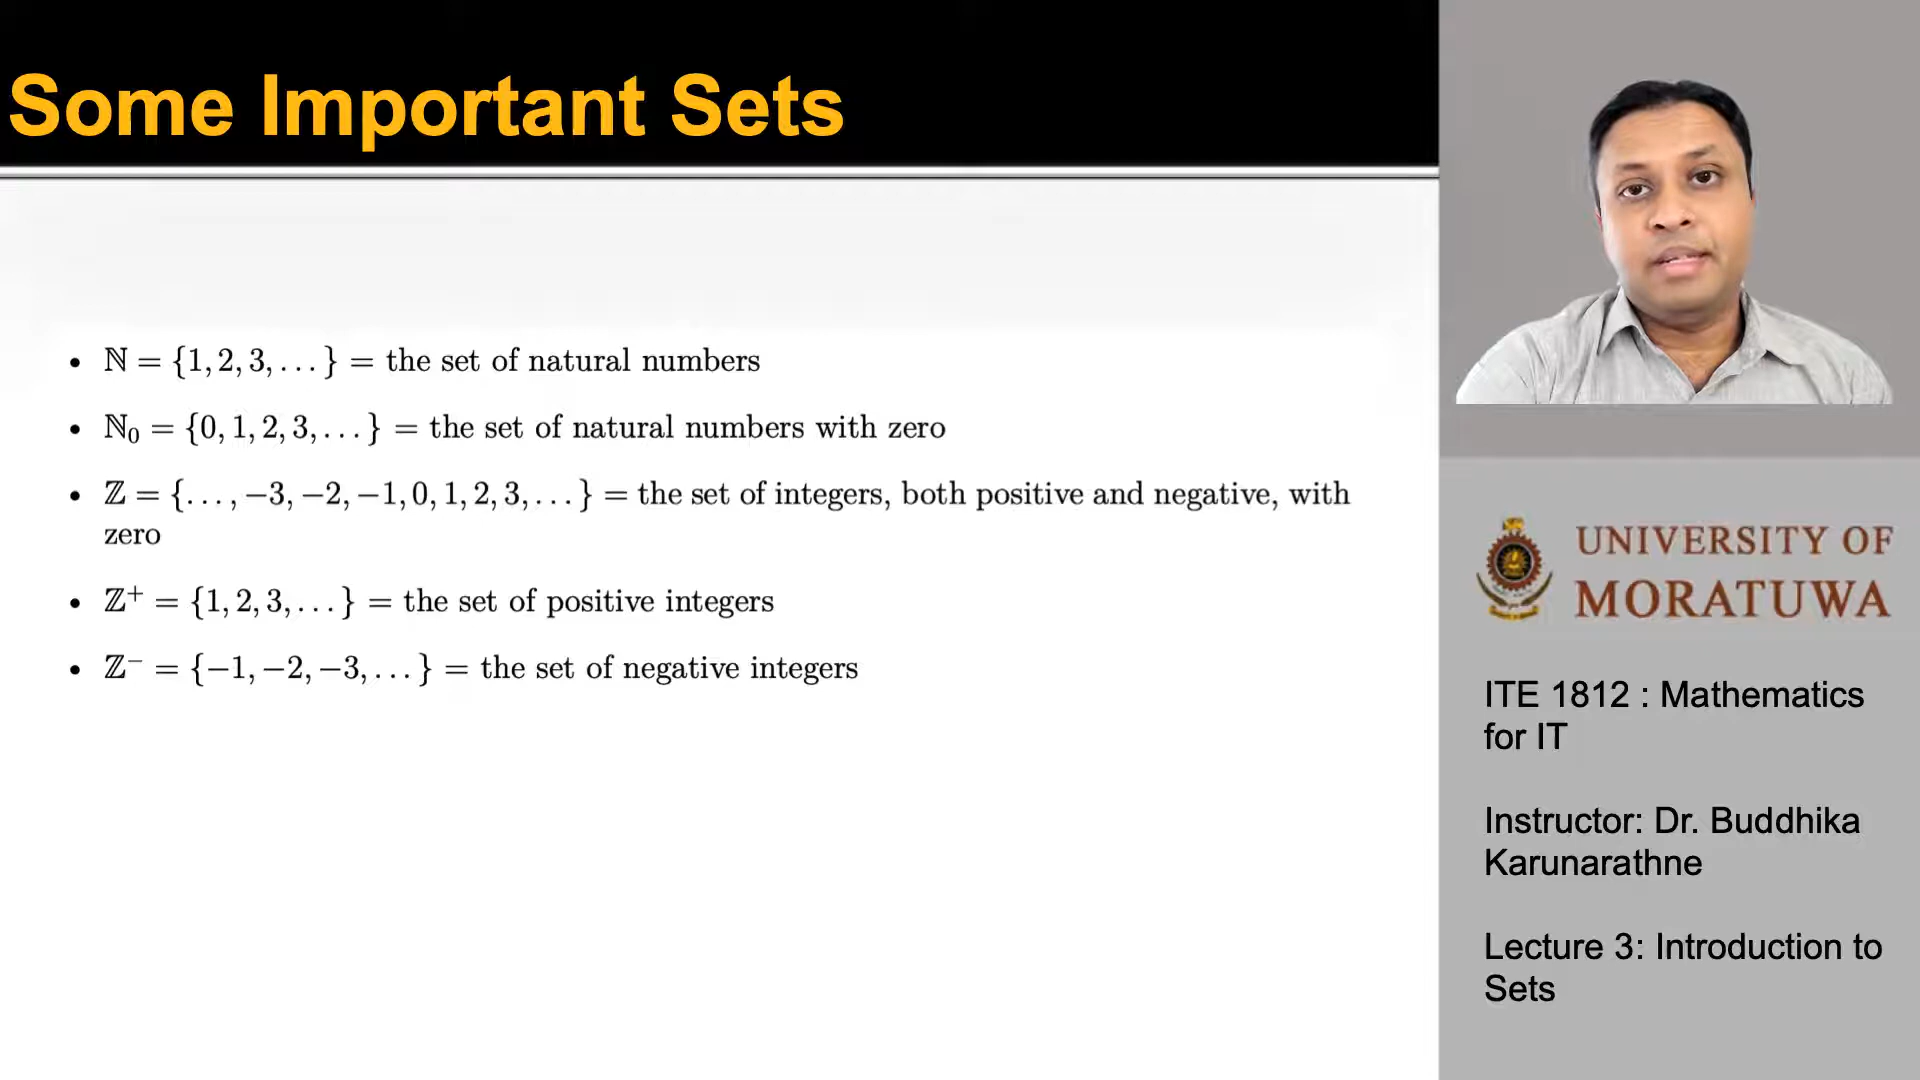 Some Important Sets
• ℕ = {1, 2, 3, . . . } = the set of natural numbers
• ℕ₀ = {0, 1, 2, 3, . . . } = the set of natural numbers with zero
• ℤ = {. . . , −3, −2, −1, 0, 1, 2, 3, . . . } = the set of integers, both positive and negative, with
zero
• ℤ⁺ = {1, 2, 3, . . . } = the set of positive integers
• ℤ⁻ = {−1, −2, −3, . . . } = the set of negative integers
UNIVERSITY OF
MORATUWA
ITE 1812 : Mathematics
for IT
Instructor: Dr. Buddhika
Karunarathne
Lecture 3: Introduction to
Sets